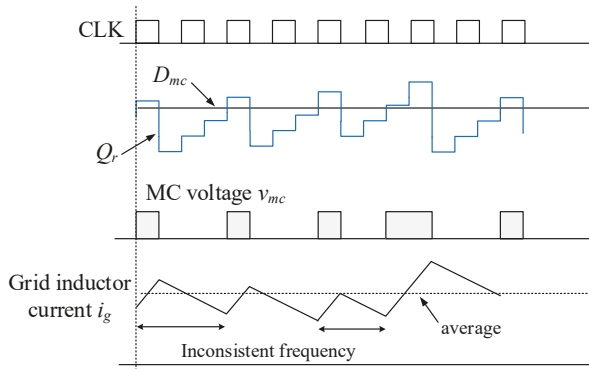 CLK
D_mc
Q_r
MC voltage v_mc
Grid inductor
current i_g
average
Inconsistent frequency